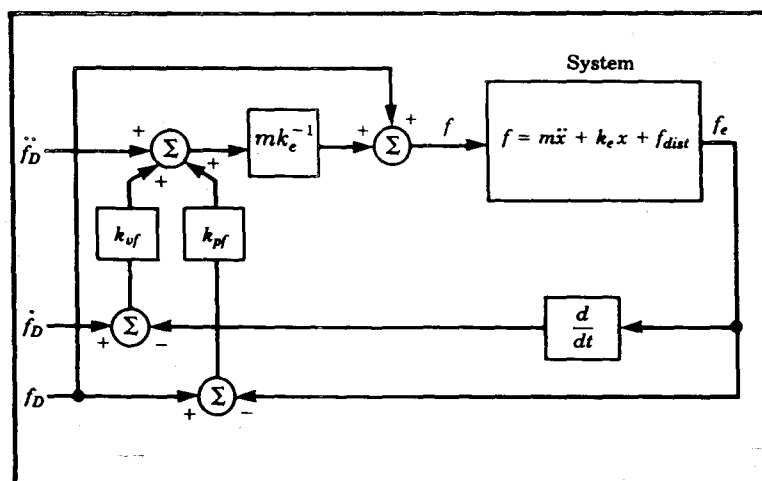 System
f̈_D
+
Σ
+
+
+
mk_e⁻¹
+
Σ
+
f
f = mẍ + k_e x + f_dist
f_e
k_vf
k_pf
ḟ_D
+
Σ
−
d/dt
f_D
+
Σ
−